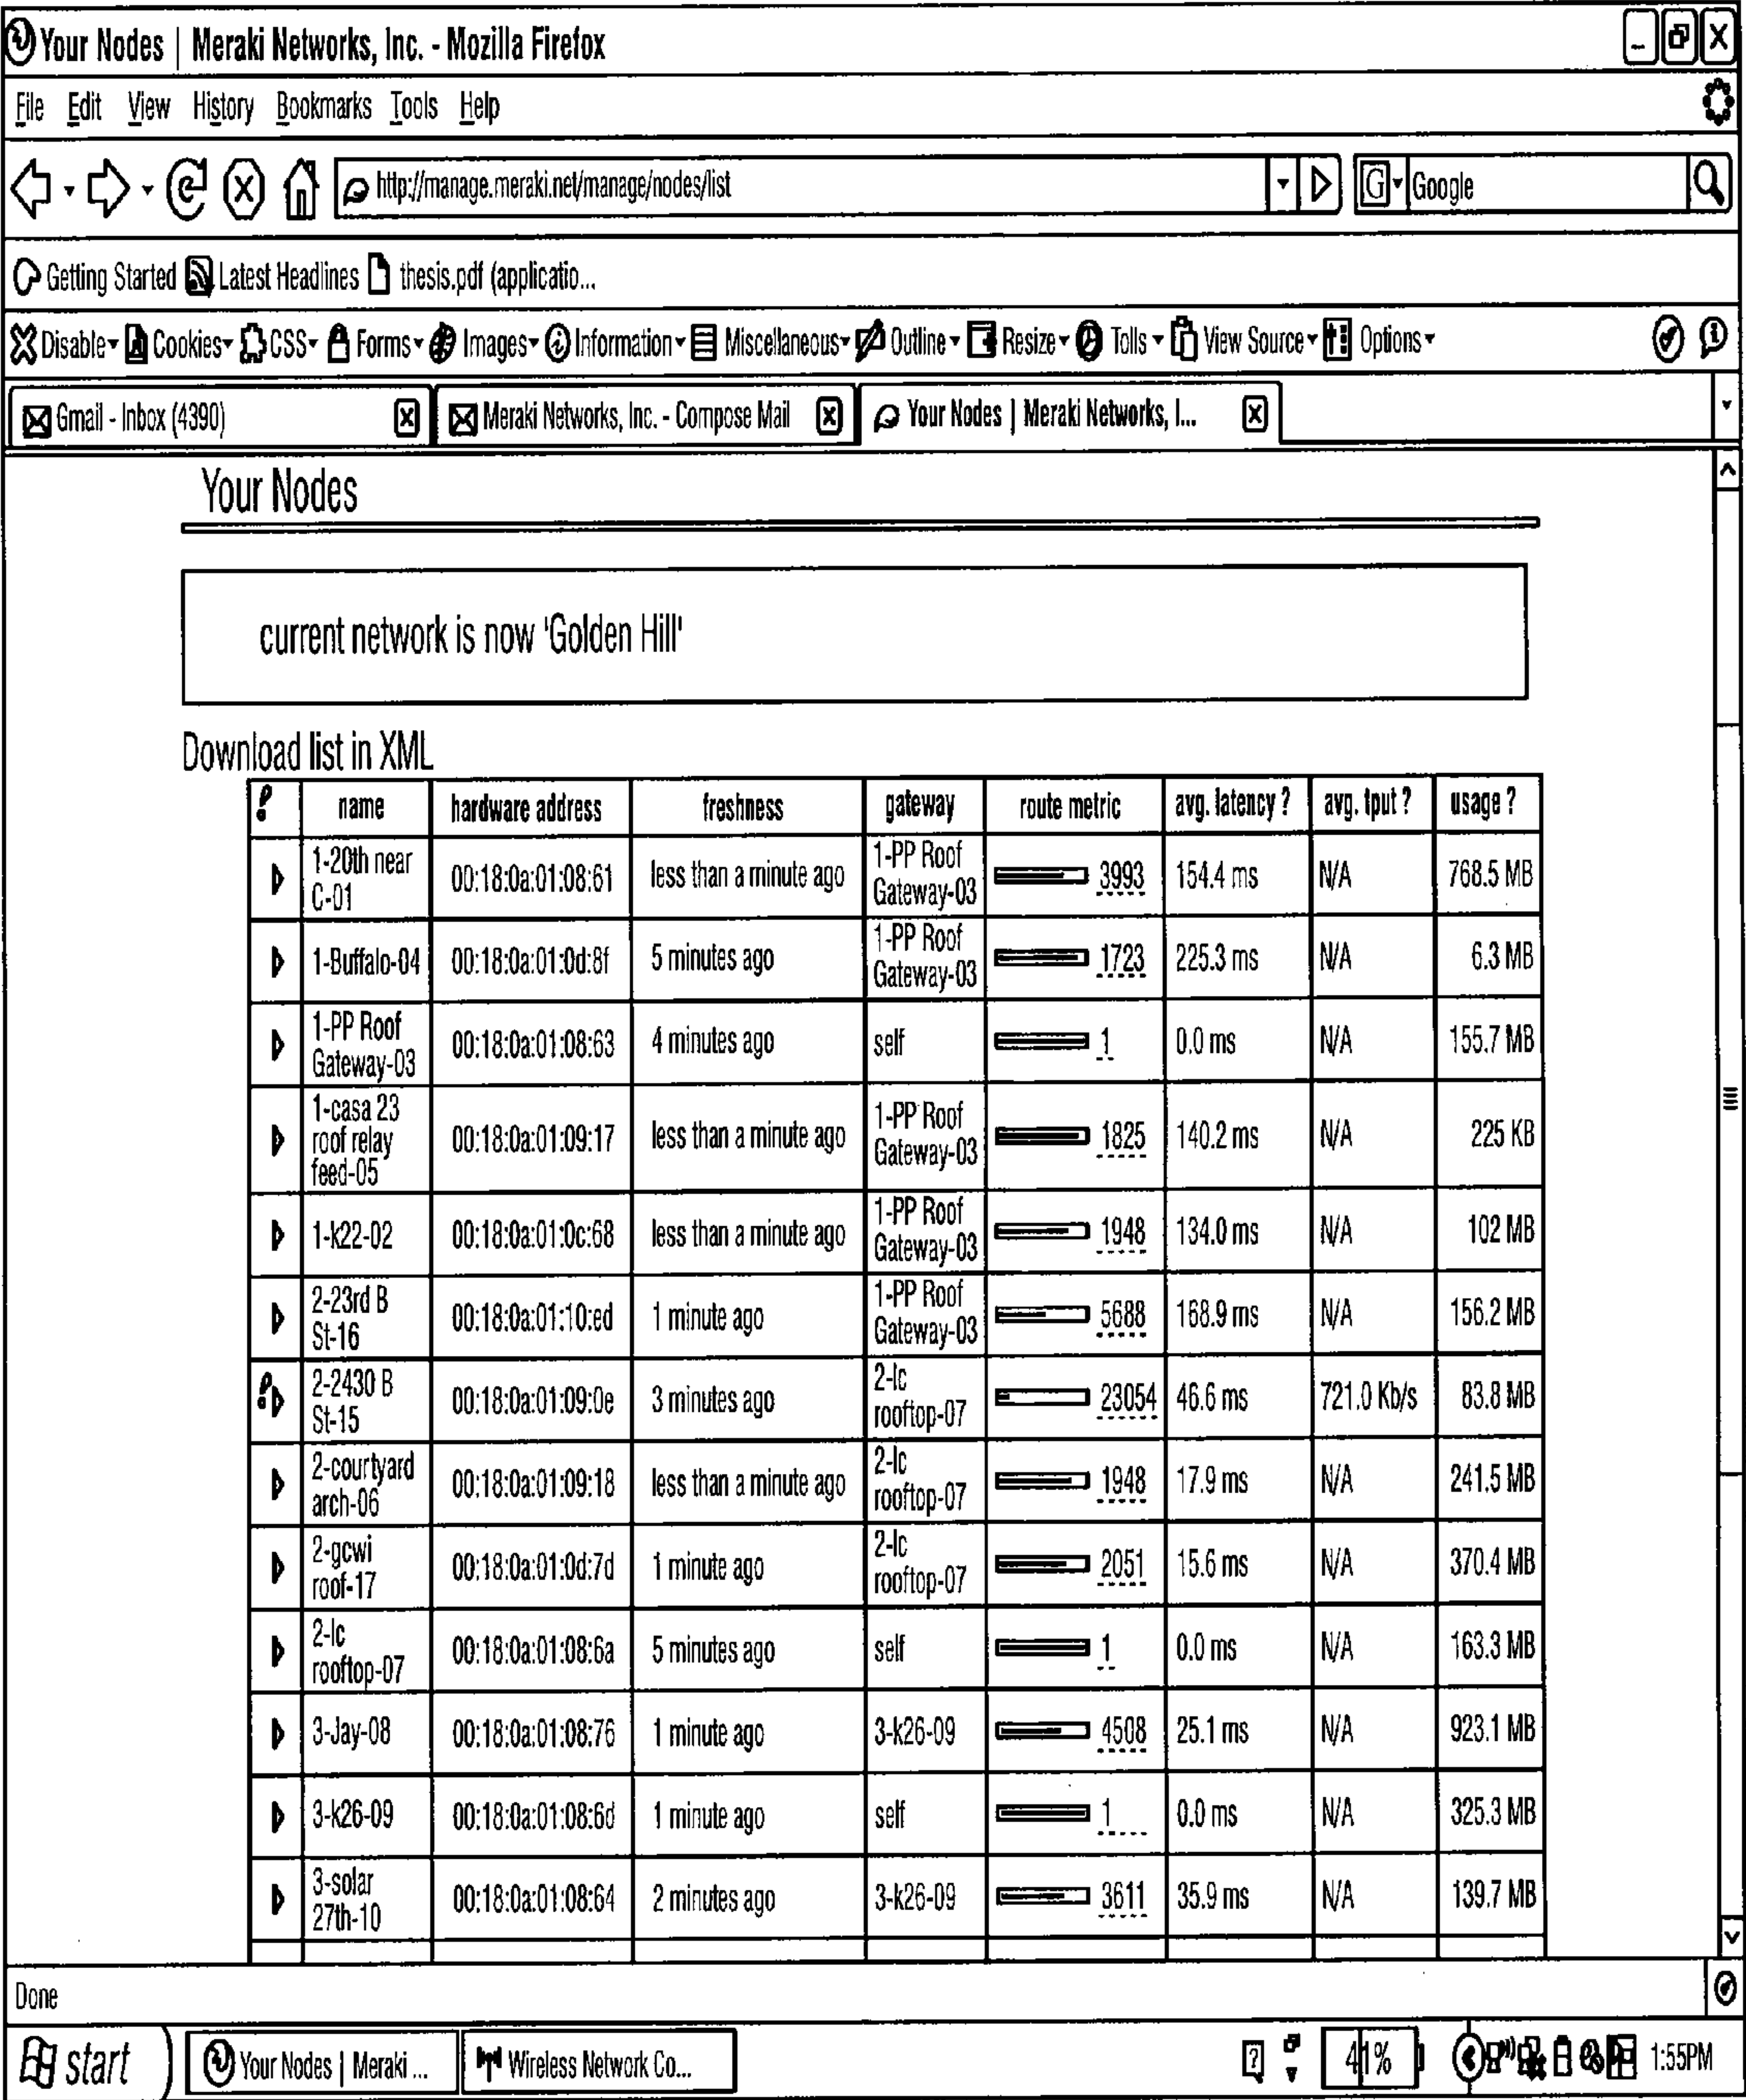 Your Nodes | Meraki Networks, Inc. - Mozilla Firefox
File Edit View History Bookmarks Tools Help
http://manage.meraki.net/manage/nodes/list G Google
Getting Started Latest Headlines thesis.pdf (applicatio...
Disable Cookies CSS Forms Images Information Miscellaneous Outline Resize Tolls View Source Options
Gmail - Inbox (4390) Meraki Networks, Inc. - Compose Mail Your Nodes | Meraki Networks, I...
Your Nodes
current network is now 'Golden Hill'
Download list in XML
name hardware address freshness gateway route metric avg. latency ? avg. tput ? usage ?
1-20th near C-01 00:18:0a:01:08:61 less than a minute ago 1-PP Roof Gateway-03 3993 154.4 ms N/A 768.5 MB
1-Buffalo-04 00:18:0a:01:0d:8f 5 minutes ago 1-PP Roof Gateway-03 1723 225.3 ms N/A 6.3 MB
1-PP Roof Gateway-03 00:18:0a:01:08:63 4 minutes ago self 1 0.0 ms N/A 155.7 MB
1-casa 23 roof relay feed-05 00:18:0a:01:09:17 less than a minute ago 1-PP Roof Gateway-03 1825 140.2 ms N/A 225 KB
1-k22-02 00:18:0a:01:0c:68 less than a minute ago 1-PP Roof Gateway-03 1948 134.0 ms N/A 102 MB
2-23rd B St-16 00:18:0a:01:10:ed 1 minute ago 1-PP Roof Gateway-03 5688 168.9 ms N/A 156.2 MB
2-2430 B St-15 00:18:0a:01:09:0e 3 minutes ago 2-lc rooftop-07 23054 46.6 ms 721.0 Kb/s 83.8 MB
2-courtyard arch-06 00:18:0a:01:09:18 less than a minute ago 2-lc rooftop-07 1948 17.9 ms N/A 241.5 MB
2-gcwi roof-17 00:18:0a:01:0d:7d 1 minute ago 2-lc rooftop-07 2051 15.6 ms N/A 370.4 MB
2-lc rooftop-07 00:18:0a:01:08:6a 5 minutes ago self 1 0.0 ms N/A 163.3 MB
3-Jay-08 00:18:0a:01:08:76 1 minute ago 3-k26-09 4508 25.1 ms N/A 923.1 MB
3-k26-09 00:18:0a:01:08:6d 1 minute ago self 1 0.0 ms N/A 325.3 MB
3-solar 27th-10 00:18:0a:01:08:64 2 minutes ago 3-k26-09 3611 35.9 ms N/A 139.7 MB
Done
start Your Nodes | Meraki ... Wireless Network Co... 41% 1:55PM